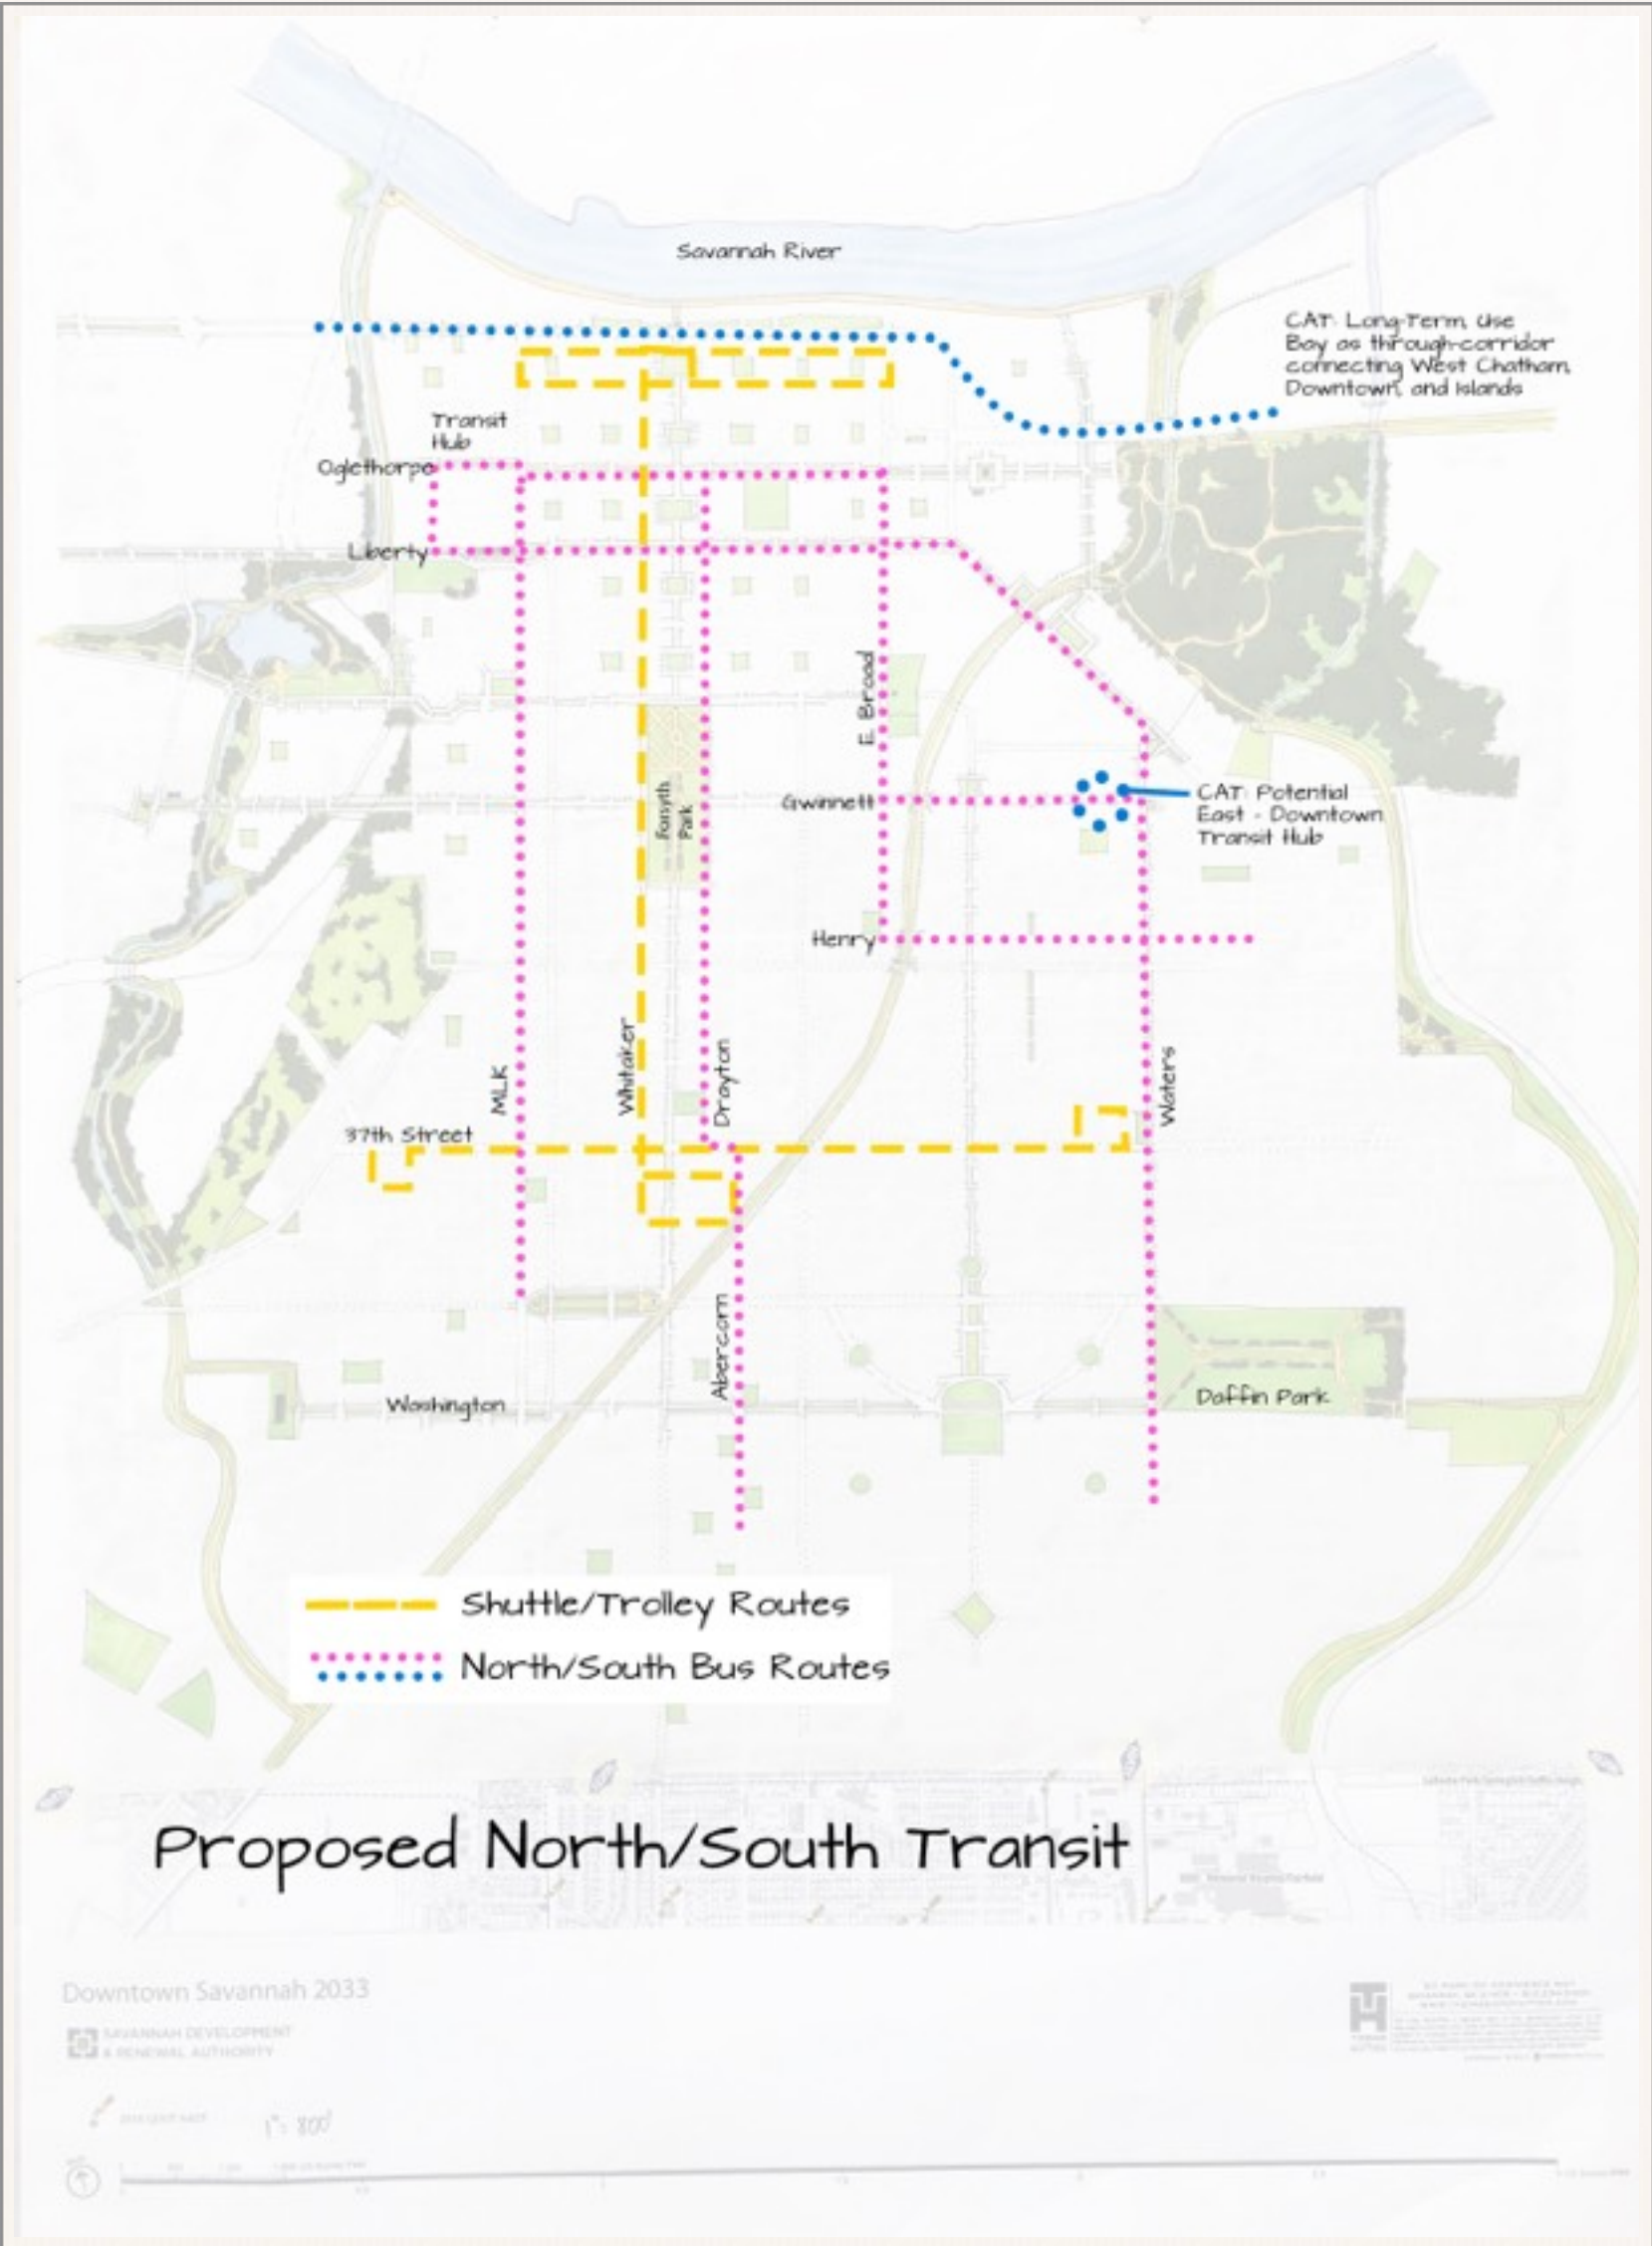 Savannah River
CAT: Long-Term, Use
Bay as through-corridor
connecting West Chatham,
Downtown, and Islands
Transit
Hub
Oglethorpe
Liberty
E. Broad
Forsyth
Park
Gwinnett
CAT: Potential
East - Downtown
Transit Hub
Henry
MLK
Whitaker
Drayton
Waters
37th Street
Abercorn
Washington
Daffin Park
Shuttle/Trolley Routes
North/South Bus Routes
Proposed North/South Transit
Downtown Savannah 2033
SAVANNAH DEVELOPMENT
& RENEWAL AUTHORITY
1"= 800'